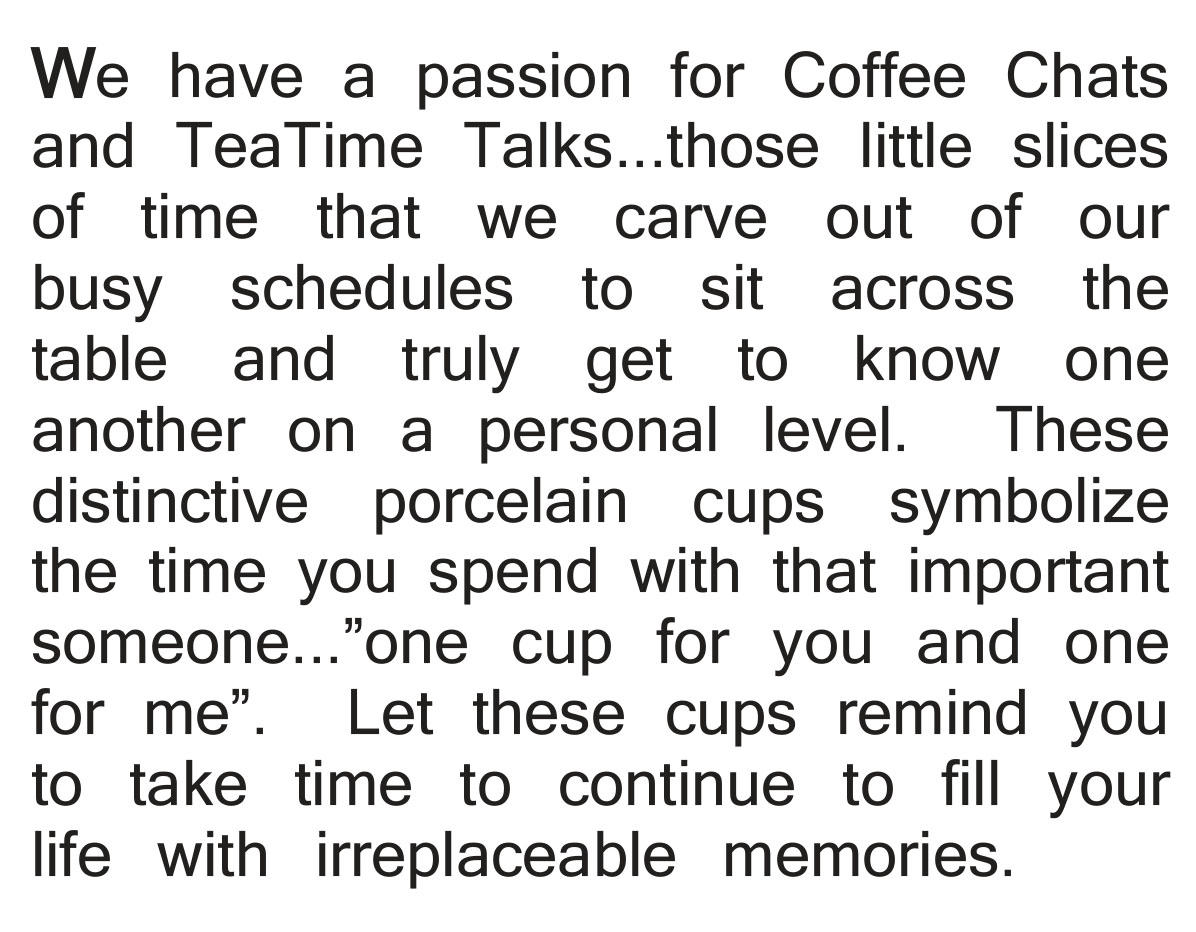 We have a passion for Coffee Chats
and TeaTime Talks...those little slices
of time that we carve out of our
busy schedules to sit across the
table and truly get to know one
another on a personal level. These
distinctive porcelain cups symbolize
the time you spend with that important
someone...”one cup for you and one
for me”. Let these cups remind you
to take time to continue to fill your
life with irreplaceable memories.